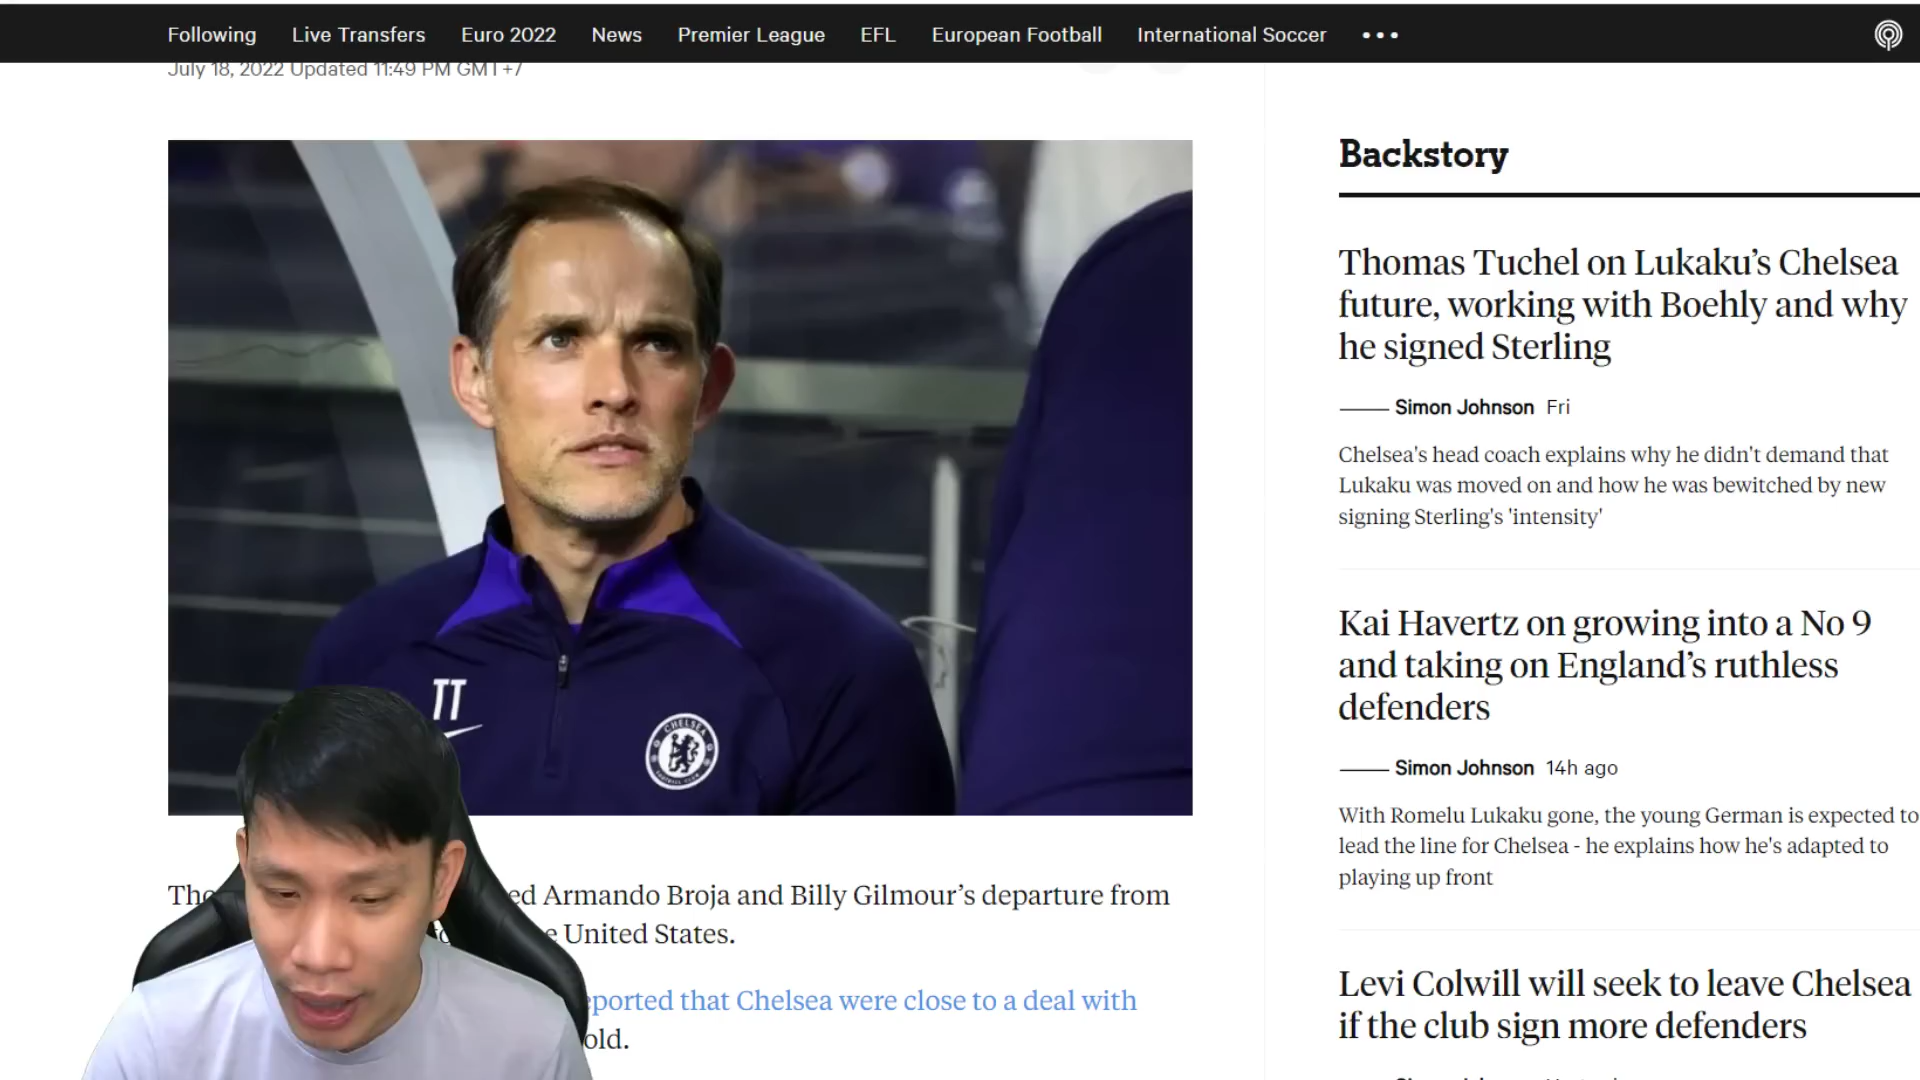 Following Live Transfers Euro 2022 News Premier League EFL European Football International Soccer
July 18, 2022 Updated 11:49 PM GMT+7
TT
CHELSEA
FOOTBALL CLUB
ed Armando Broja and Billy Gilmour’s departure from
e United States.
eported that Chelsea were close to a deal with
old.
Backstory
Thomas Tuchel on Lukaku’s Chelsea
future, working with Boehly and why
he signed Sterling
Simon Johnson Fri
Chelsea's head coach explains why he didn't demand that
Lukaku was moved on and how he was bewitched by new
signing Sterling's 'intensity'
Kai Havertz on growing into a No 9
and taking on England’s ruthless
defenders
Simon Johnson 14h ago
With Romelu Lukaku gone, the young German is expected to
lead the line for Chelsea - he explains how he's adapted to
playing up front
Levi Colwill will seek to leave Chelsea
if the club sign more defenders